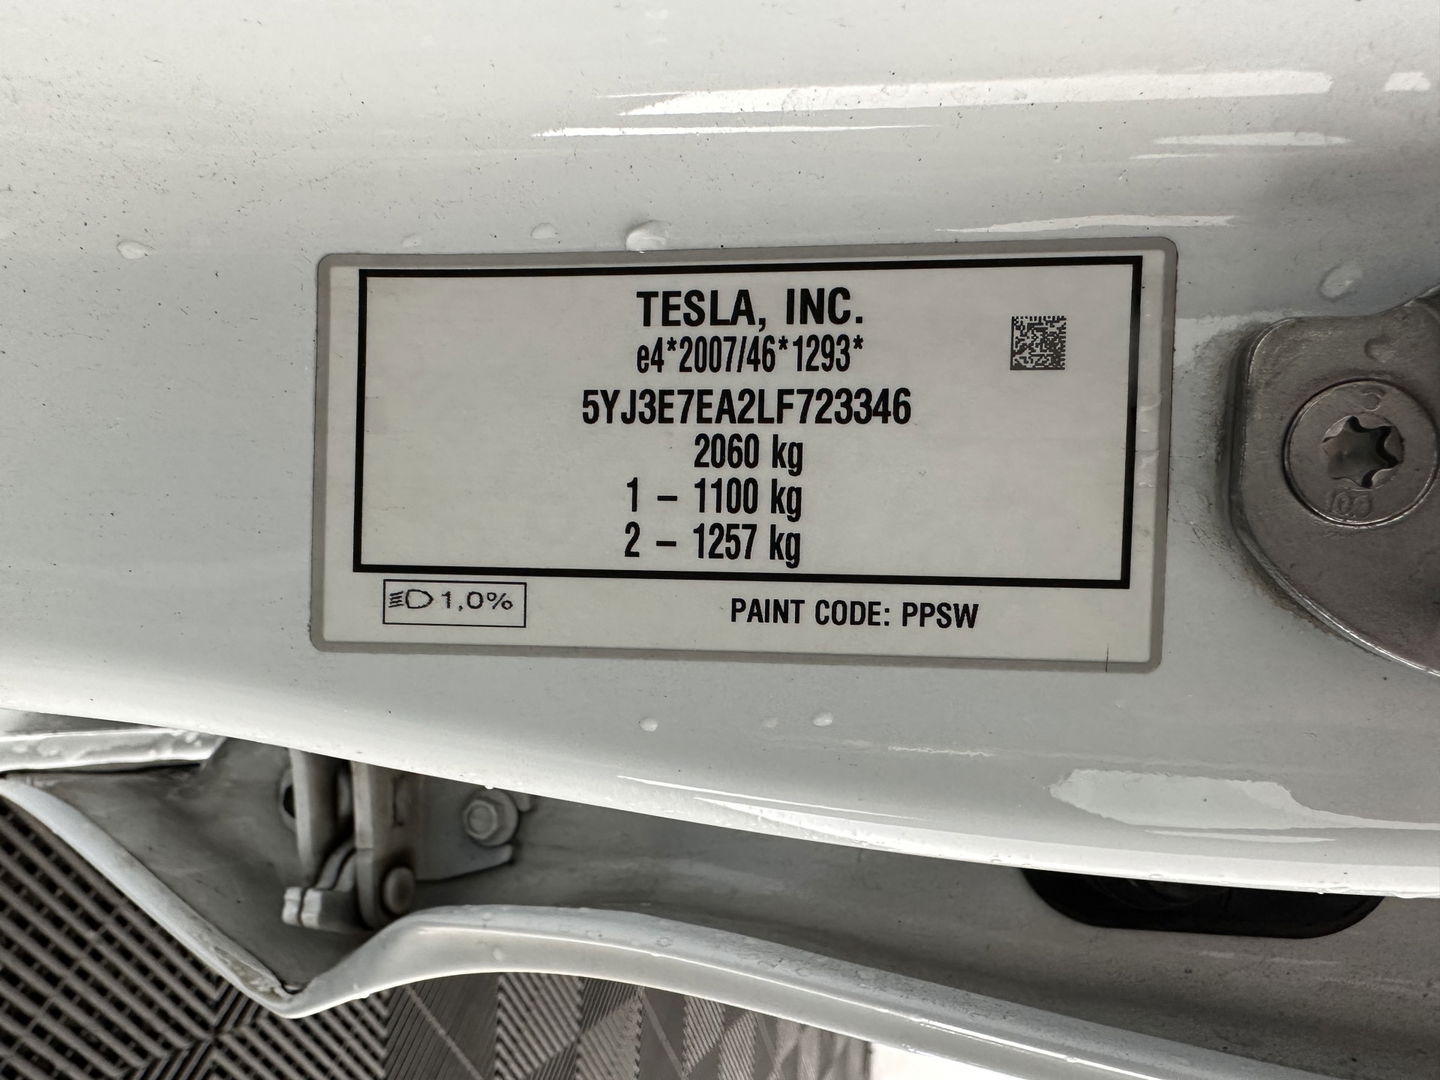 TESLA, INC.
e4*2007/46*1293*
5YJ3E7EA2LF723346
2060 kg
1 – 1100 kg
2 – 1257 kg
1,0%
PAINT CODE: PPSW